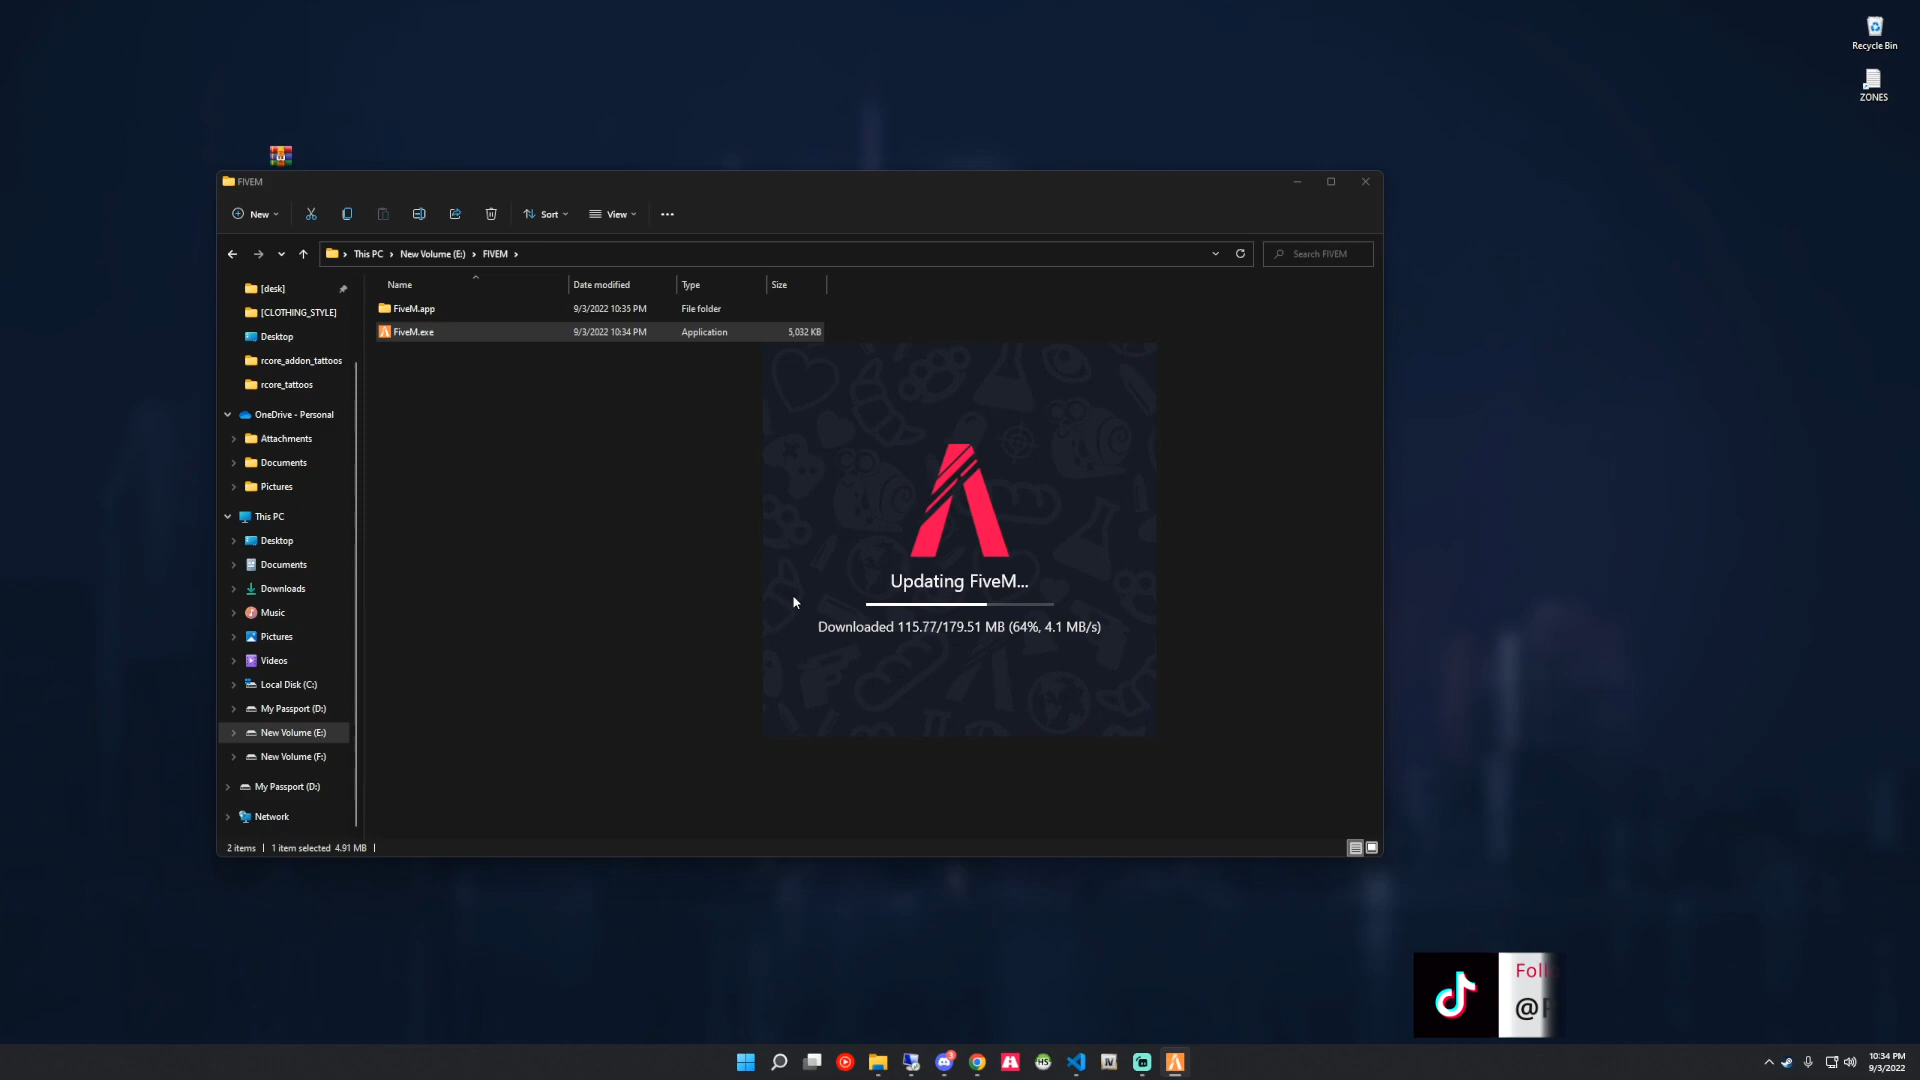 Recycle Bin
ZONES
FIVEM
New
Sort
View
This PC
New Volume (E:)
FIVEM
Search FIVEM
Name
Date modified
Type
Size
FiveM.app
9/3/2022 10:35 PM
File folder
FiveM.exe
9/3/2022 10:34 PM
Application
5,032 KB
[desk]
[CLOTHING_STYLE]
Desktop
rcore_addon_tattoos
rcore_tattoos
OneDrive - Personal
Attachments
Documents
Pictures
This PC
Desktop
Documents
Downloads
Music
Pictures
Videos
Local Disk (C:)
My Passport (D:)
New Volume (E:)
New Volume (F:)
My Passport (D:)
Network
Updating FiveM...
Downloaded 115.77/179.51 MB (64%, 4.1 MB/s)
2 items
1 item selected 4.91 MB
10:34 PM
9/3/2022